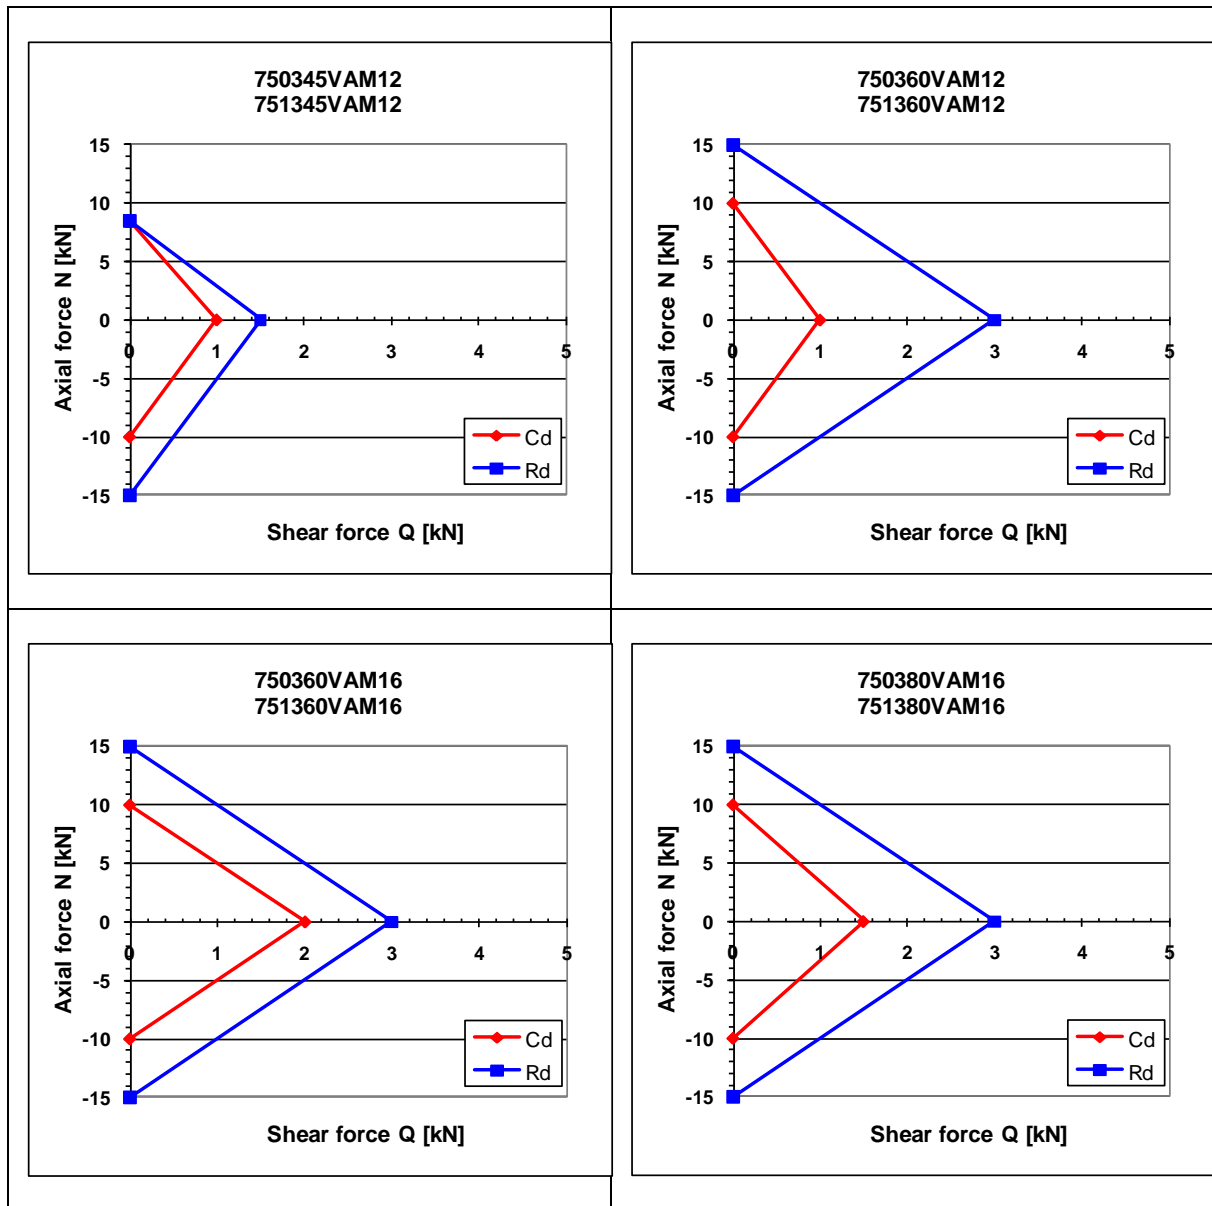 750345VAM12
751345VAM12
15
10
5
0
-5
-10
-15
0 1 2 3 4 5
Axial force N [kN]
Shear force Q [kN]
Cd
Rd
750360VAM12
751360VAM12
15
10
5
0
-5
-10
-15
0 1 2 3 4 5
Axial force N [kN]
Shear force Q [kN]
Cd
Rd
750360VAM16
751360VAM16
15
10
5
0
-5
-10
-15
0 1 2 3 4 5
Axial force N [kN]
Shear force Q [kN]
Cd
Rd
750380VAM16
751380VAM16
15
10
5
0
-5
-10
-15
0 1 2 3 4 5
Axial force N [kN]
Shear force Q [kN]
Cd
Rd